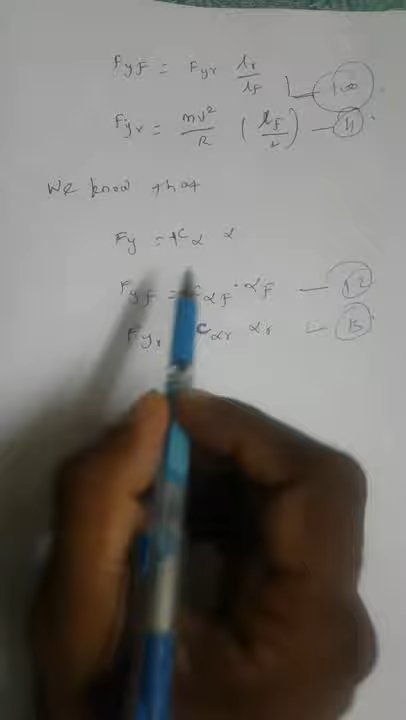 Fyf = Fyr lr/lf — 10
Fyr = mv²/R (lf/L) — 11
We know that
Fy = +Cα α
Fyf = Cαf · αf — 12
Fyr Cαr αr — 13